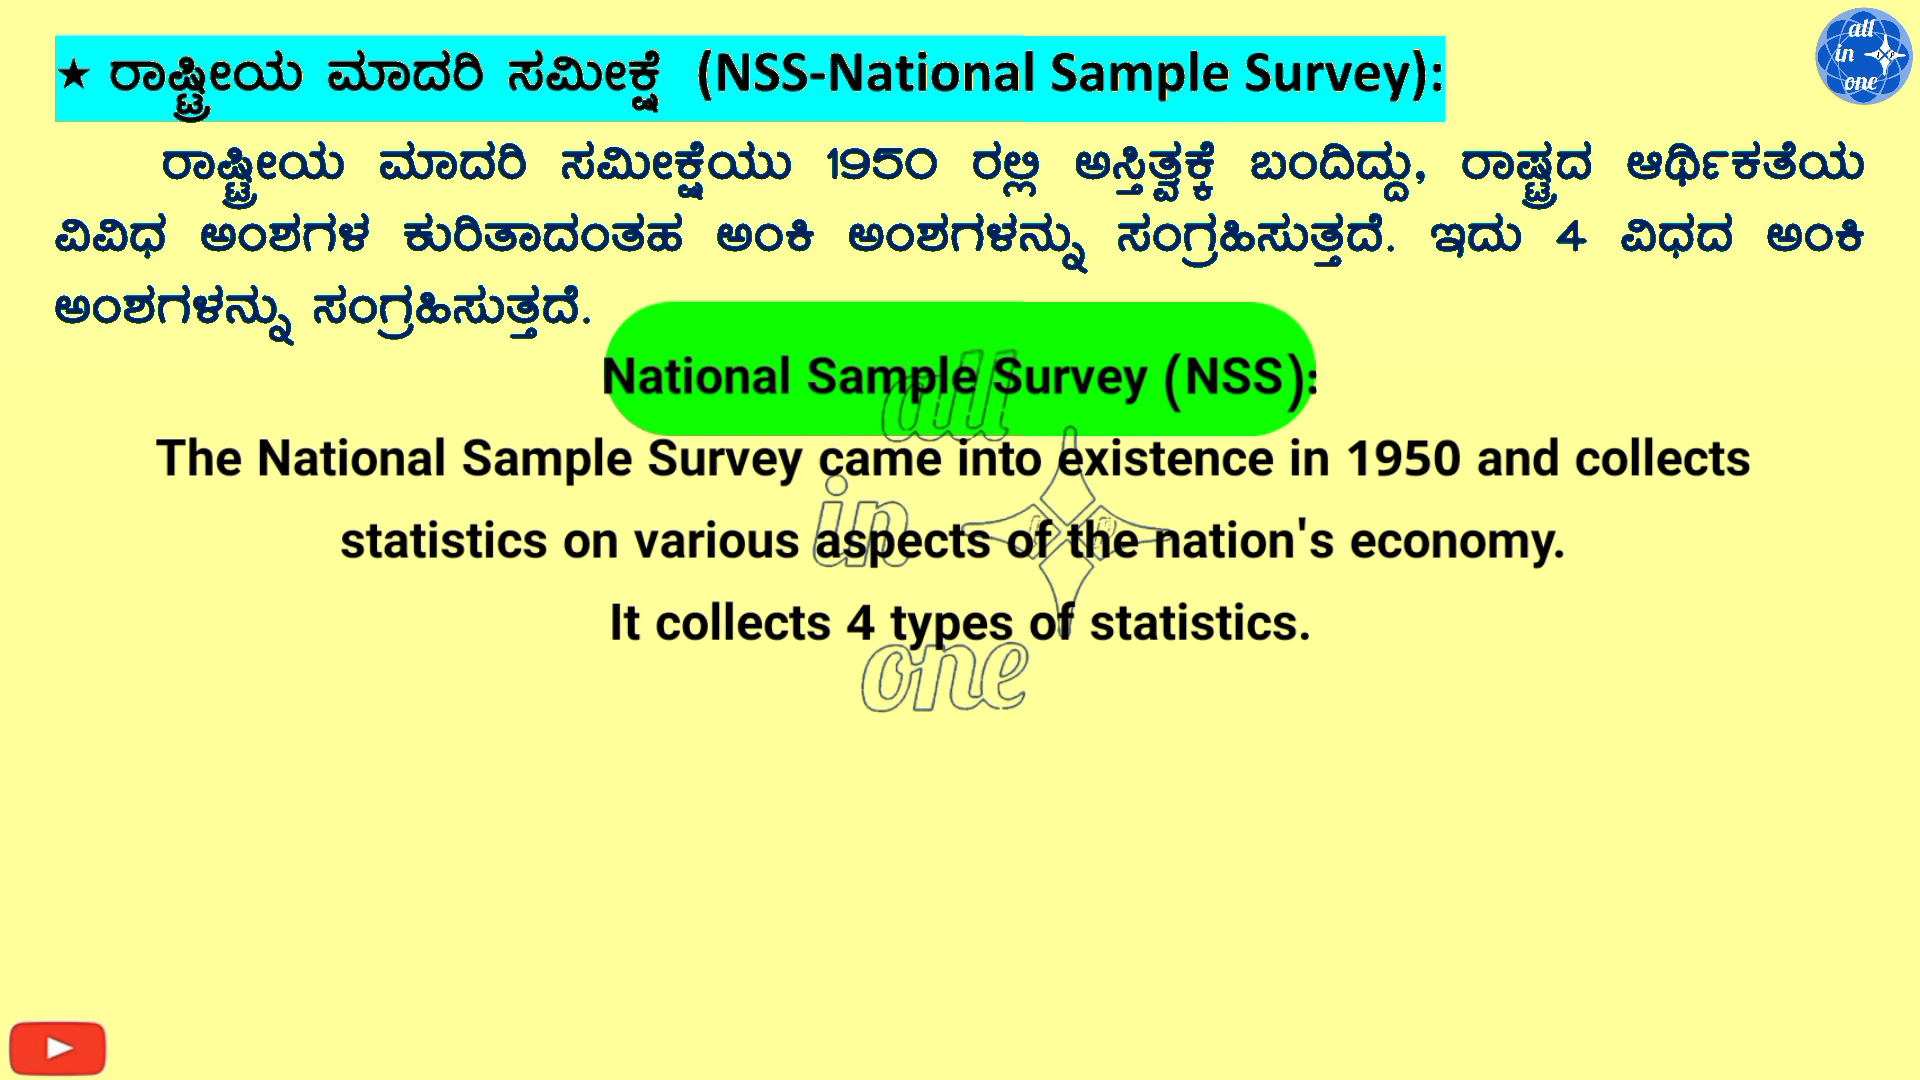 all
in
one
★ ರಾಷ್ಟ್ರೀಯ ಮಾದರಿ ಸಮೀಕ್ಷೆ (NSS-National Sample Survey):
ರಾಷ್ಟ್ರೀಯ ಮಾದರಿ ಸಮೀಕ್ಷೆಯು 1950 ರಲ್ಲಿ ಅಸ್ತಿತ್ವಕ್ಕೆ ಬಂದಿದ್ದು, ರಾಷ್ಟ್ರದ ಆರ್ಥಿಕತೆಯ
ವಿವಿಧ ಅಂಶಗಳ ಕುರಿತಾದಂತಹ ಅಂಕಿ ಅಂಶಗಳನ್ನು ಸಂಗ್ರಹಿಸುತ್ತದೆ. ಇದು 4 ವಿಧದ ಅಂಕಿ
ಅಂಶಗಳನ್ನು ಸಂಗ್ರಹಿಸುತ್ತದೆ.
National Sample Survey (NSS):
The National Sample Survey came into existence in 1950 and collects
statistics on various aspects of the nation's economy.
It collects 4 types of statistics.
all
in
one